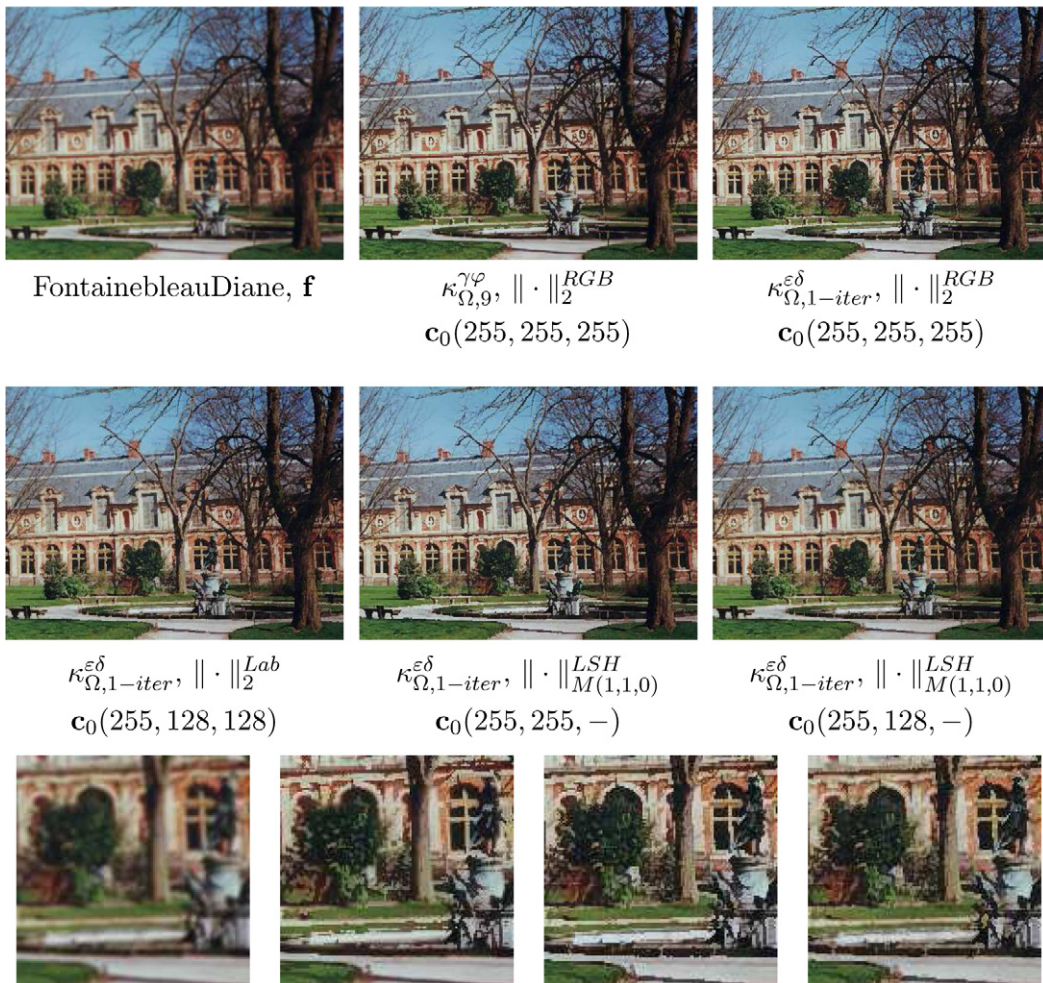 FontainebleauDiane, f
κ^{γφ}_{Ω,9}, ‖·‖^{RGB}_2
κ^{εδ}_{Ω,1−iter}, ‖·‖^{RGB}_2
c_0(255, 255, 255)
c_0(255, 255, 255)
κ^{εδ}_{Ω,1−iter}, ‖·‖^{Lab}_2
κ^{εδ}_{Ω,1−iter}, ‖·‖^{LSH}_{M(1,1,0)}
κ^{εδ}_{Ω,1−iter}, ‖·‖^{LSH}_{M(1,1,0)}
c_0(255, 128, 128)
c_0(255, 255, −)
c_0(255, 128, −)